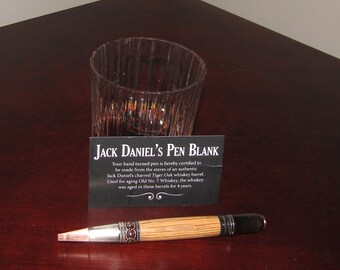 JACK DANIEL'S PEN BLANK
Your hand turned pen is hereby certified to
be made from the staves of an authentic
Jack Daniel's charred Tiger Oak whiskey barrel.
Used for aging Old No. 7 Whiskey, the whiskey
was aged in these barrels for 4 years.